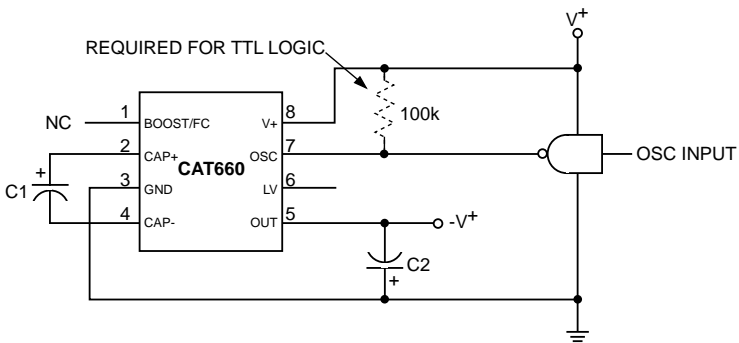 V+
REQUIRED FOR TTL LOGIC
100k
NC
1 BOOST/FC
V+ 8
2 CAP+
OSC 7
CAT660
OSC INPUT
+
C1
3 GND
LV 6
4 CAP-
OUT 5
-V+
C2
+